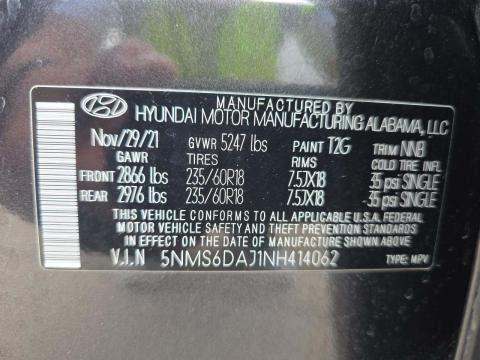 MANUFACTURED BY
HYUNDAI MOTOR MANUFACTURING ALABAMA, LLC
Nov/29/21 GVWR 5247 lbs PAINT T2G TRIM NNB
GAWR TIRES RIMS COLD TIRE INFL
FRONT 2866 lbs 235/60R18 7.5JX18 35 psi SINGLE
REAR 2976 lbs 235/60R18 7.5JX18 35 psi SINGLE
THIS VEHICLE CONFORMS TO ALL APPLICABLE U.S.A. FEDERAL
MOTOR VEHICLE SAFETY AND THEFT PREVENTION STANDARDS
IN EFFECT ON THE DATE OF MANUFACTURE SHOWN ABOVE.
V.I.N 5NMS6DAJ1NH414062 TYPE: MPV